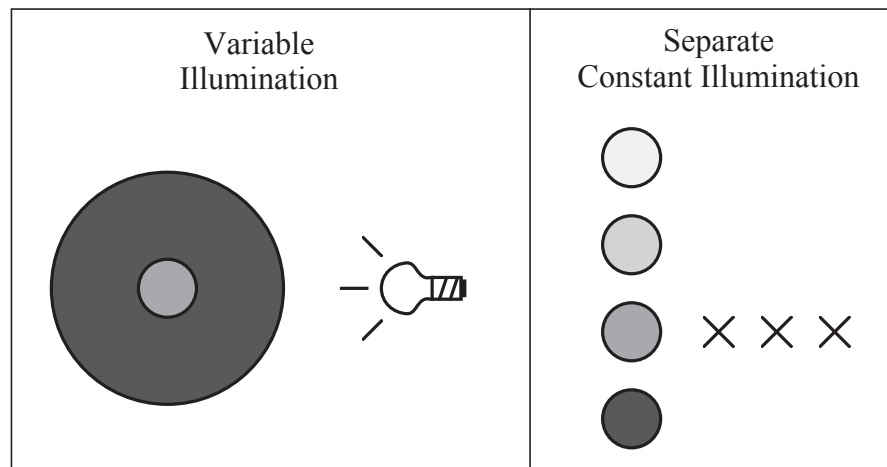 Variable
Illumination
Separate
Constant Illumination